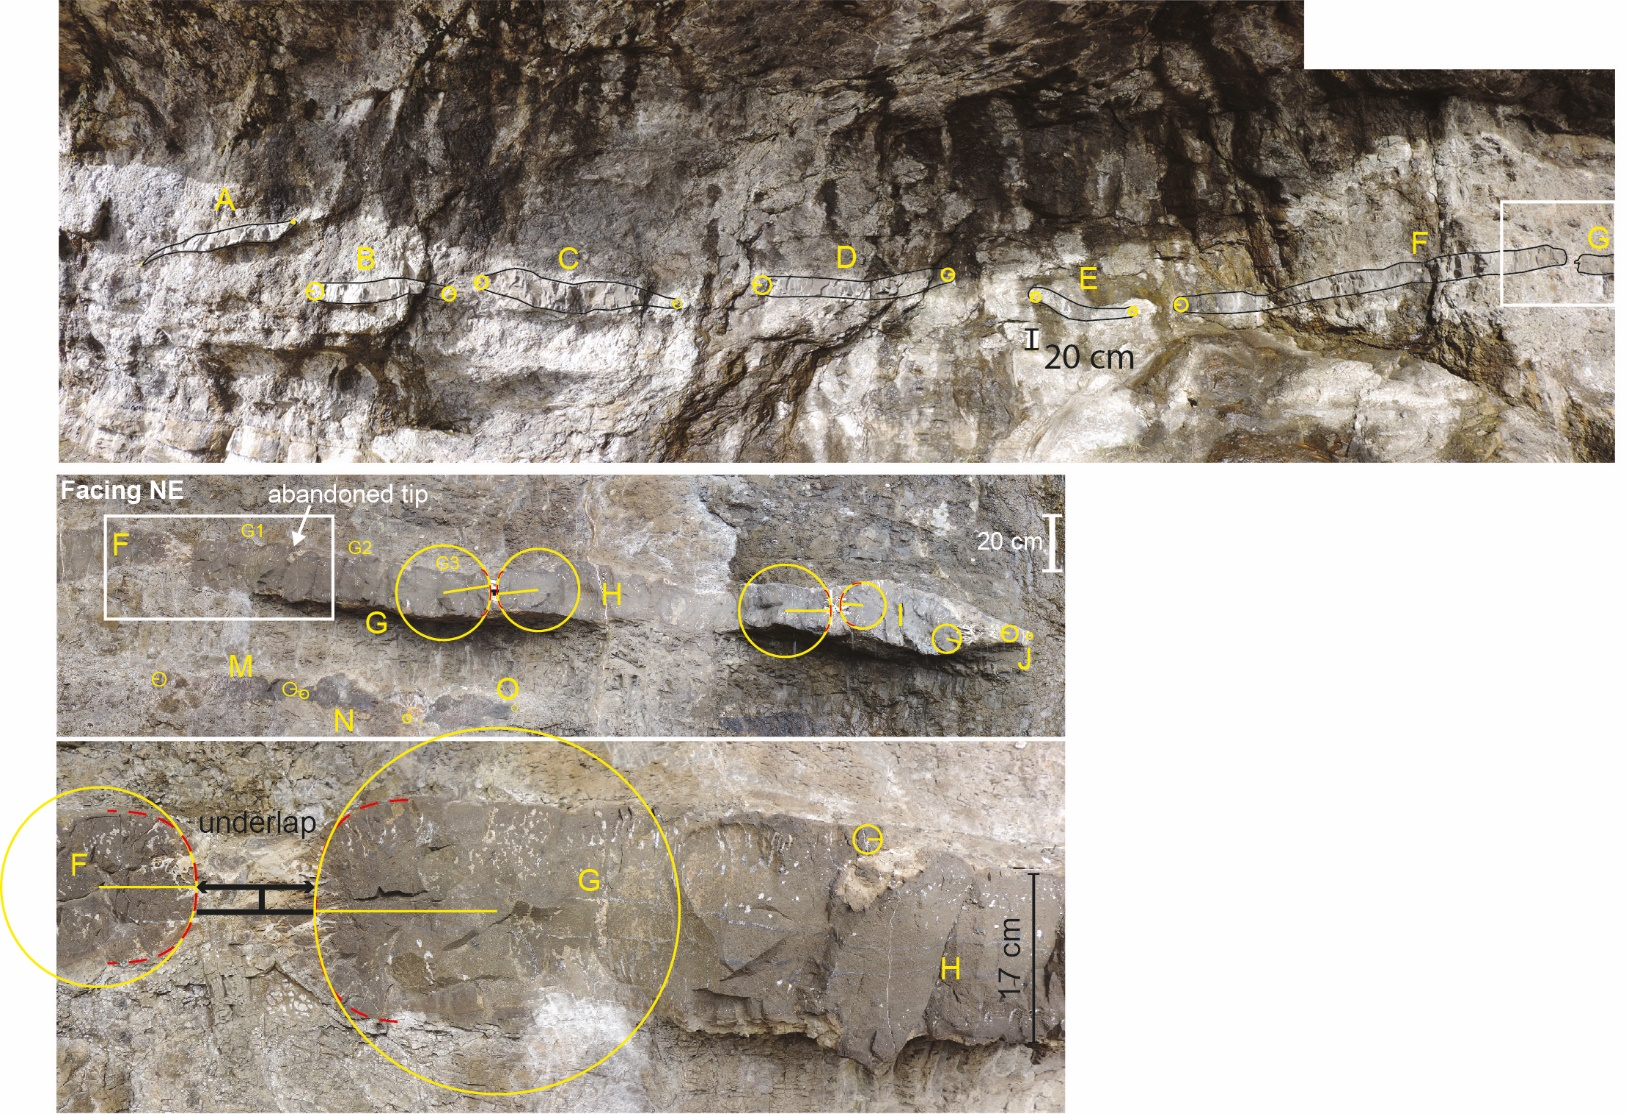 A
B
C
D
E
F
G
20 cm
Facing NE
abandoned tip
F
G1
G2
G3
G
H
I
J
20 cm
M
N
O
underlap
F
G
H
17 cm